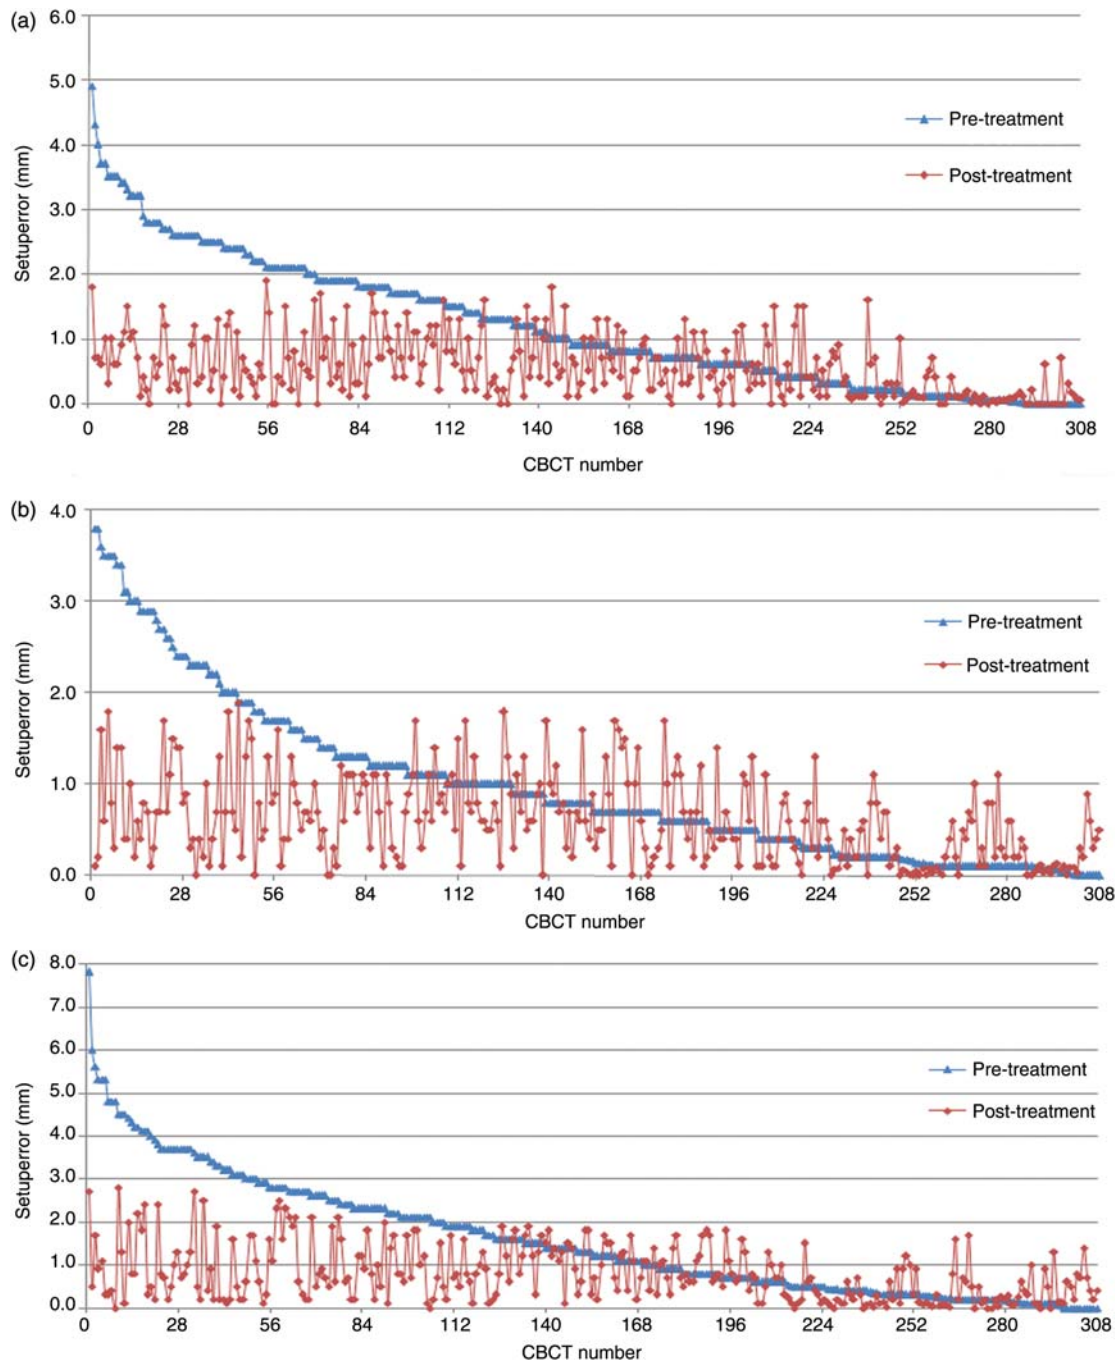 (a)
6.0
5.0
4.0
3.0
2.0
1.0
0.0
Setuperror (mm)
Pre-treatment
Post-treatment
0 28 56 84 112 140 168 196 224 252 280 308
CBCT number
(b)
4.0
3.0
2.0
1.0
0.0
Setuperror (mm)
Pre-treatment
Post-treatment
0 28 56 84 112 140 168 196 224 252 280 308
CBCT number
(c)
8.0
7.0
6.0
5.0
4.0
3.0
2.0
1.0
0.0
Setuperror (mm)
Pre-treatment
Post-treatment
0 28 56 84 112 140 168 196 224 252 280 308
CBCT number